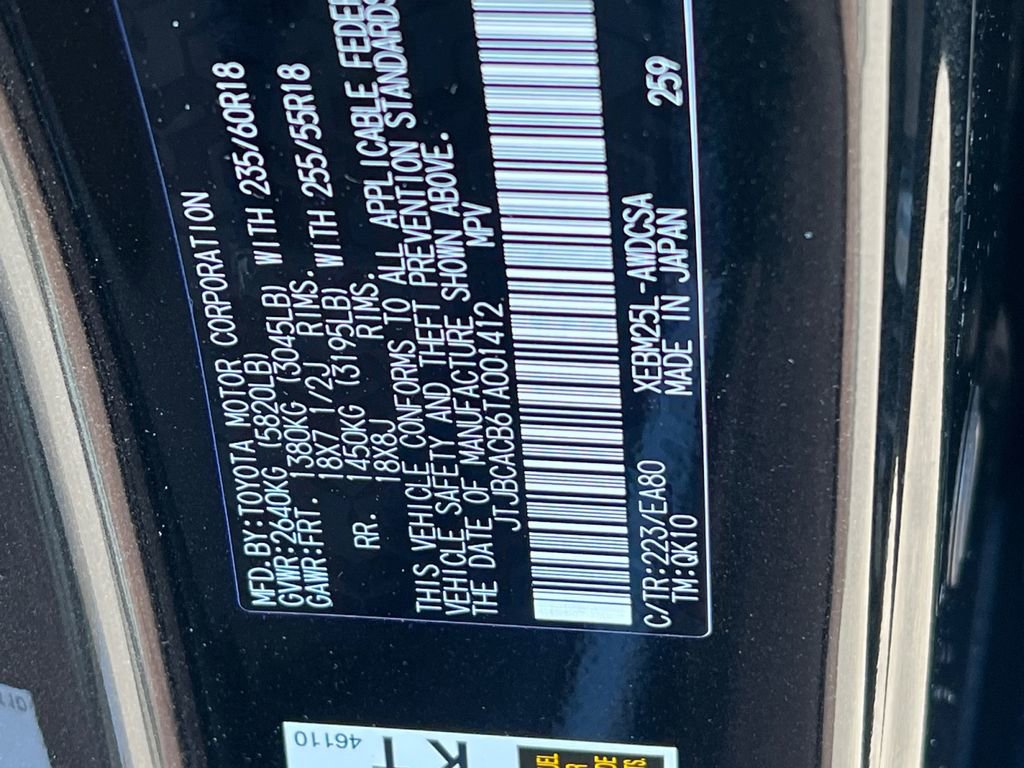 MFD.BY:TOYOTA MOTOR CORPORATION
GVWR:2640KG (5820LB)
GAWR:FRT. 1380KG (3045LB) WITH 235/60R18
18X7 1/2J RIMS.
RR. 1450KG (3195LB) WITH 255/55R18
18X8J RIMS.
THIS VEHICLE CONFORMS TO ALL APPLICABLE
VEHICLE SAFETY AND THEFT PREVENTION STANDARDS
THE DATE OF MANUFACTURE SHOWN ABOVE.
JTJBCACB6TA001412 MPV
C/TR:223/EA80 XEBM25L-AWDCSA
TM:QK10 MADE IN JAPAN 259
46110